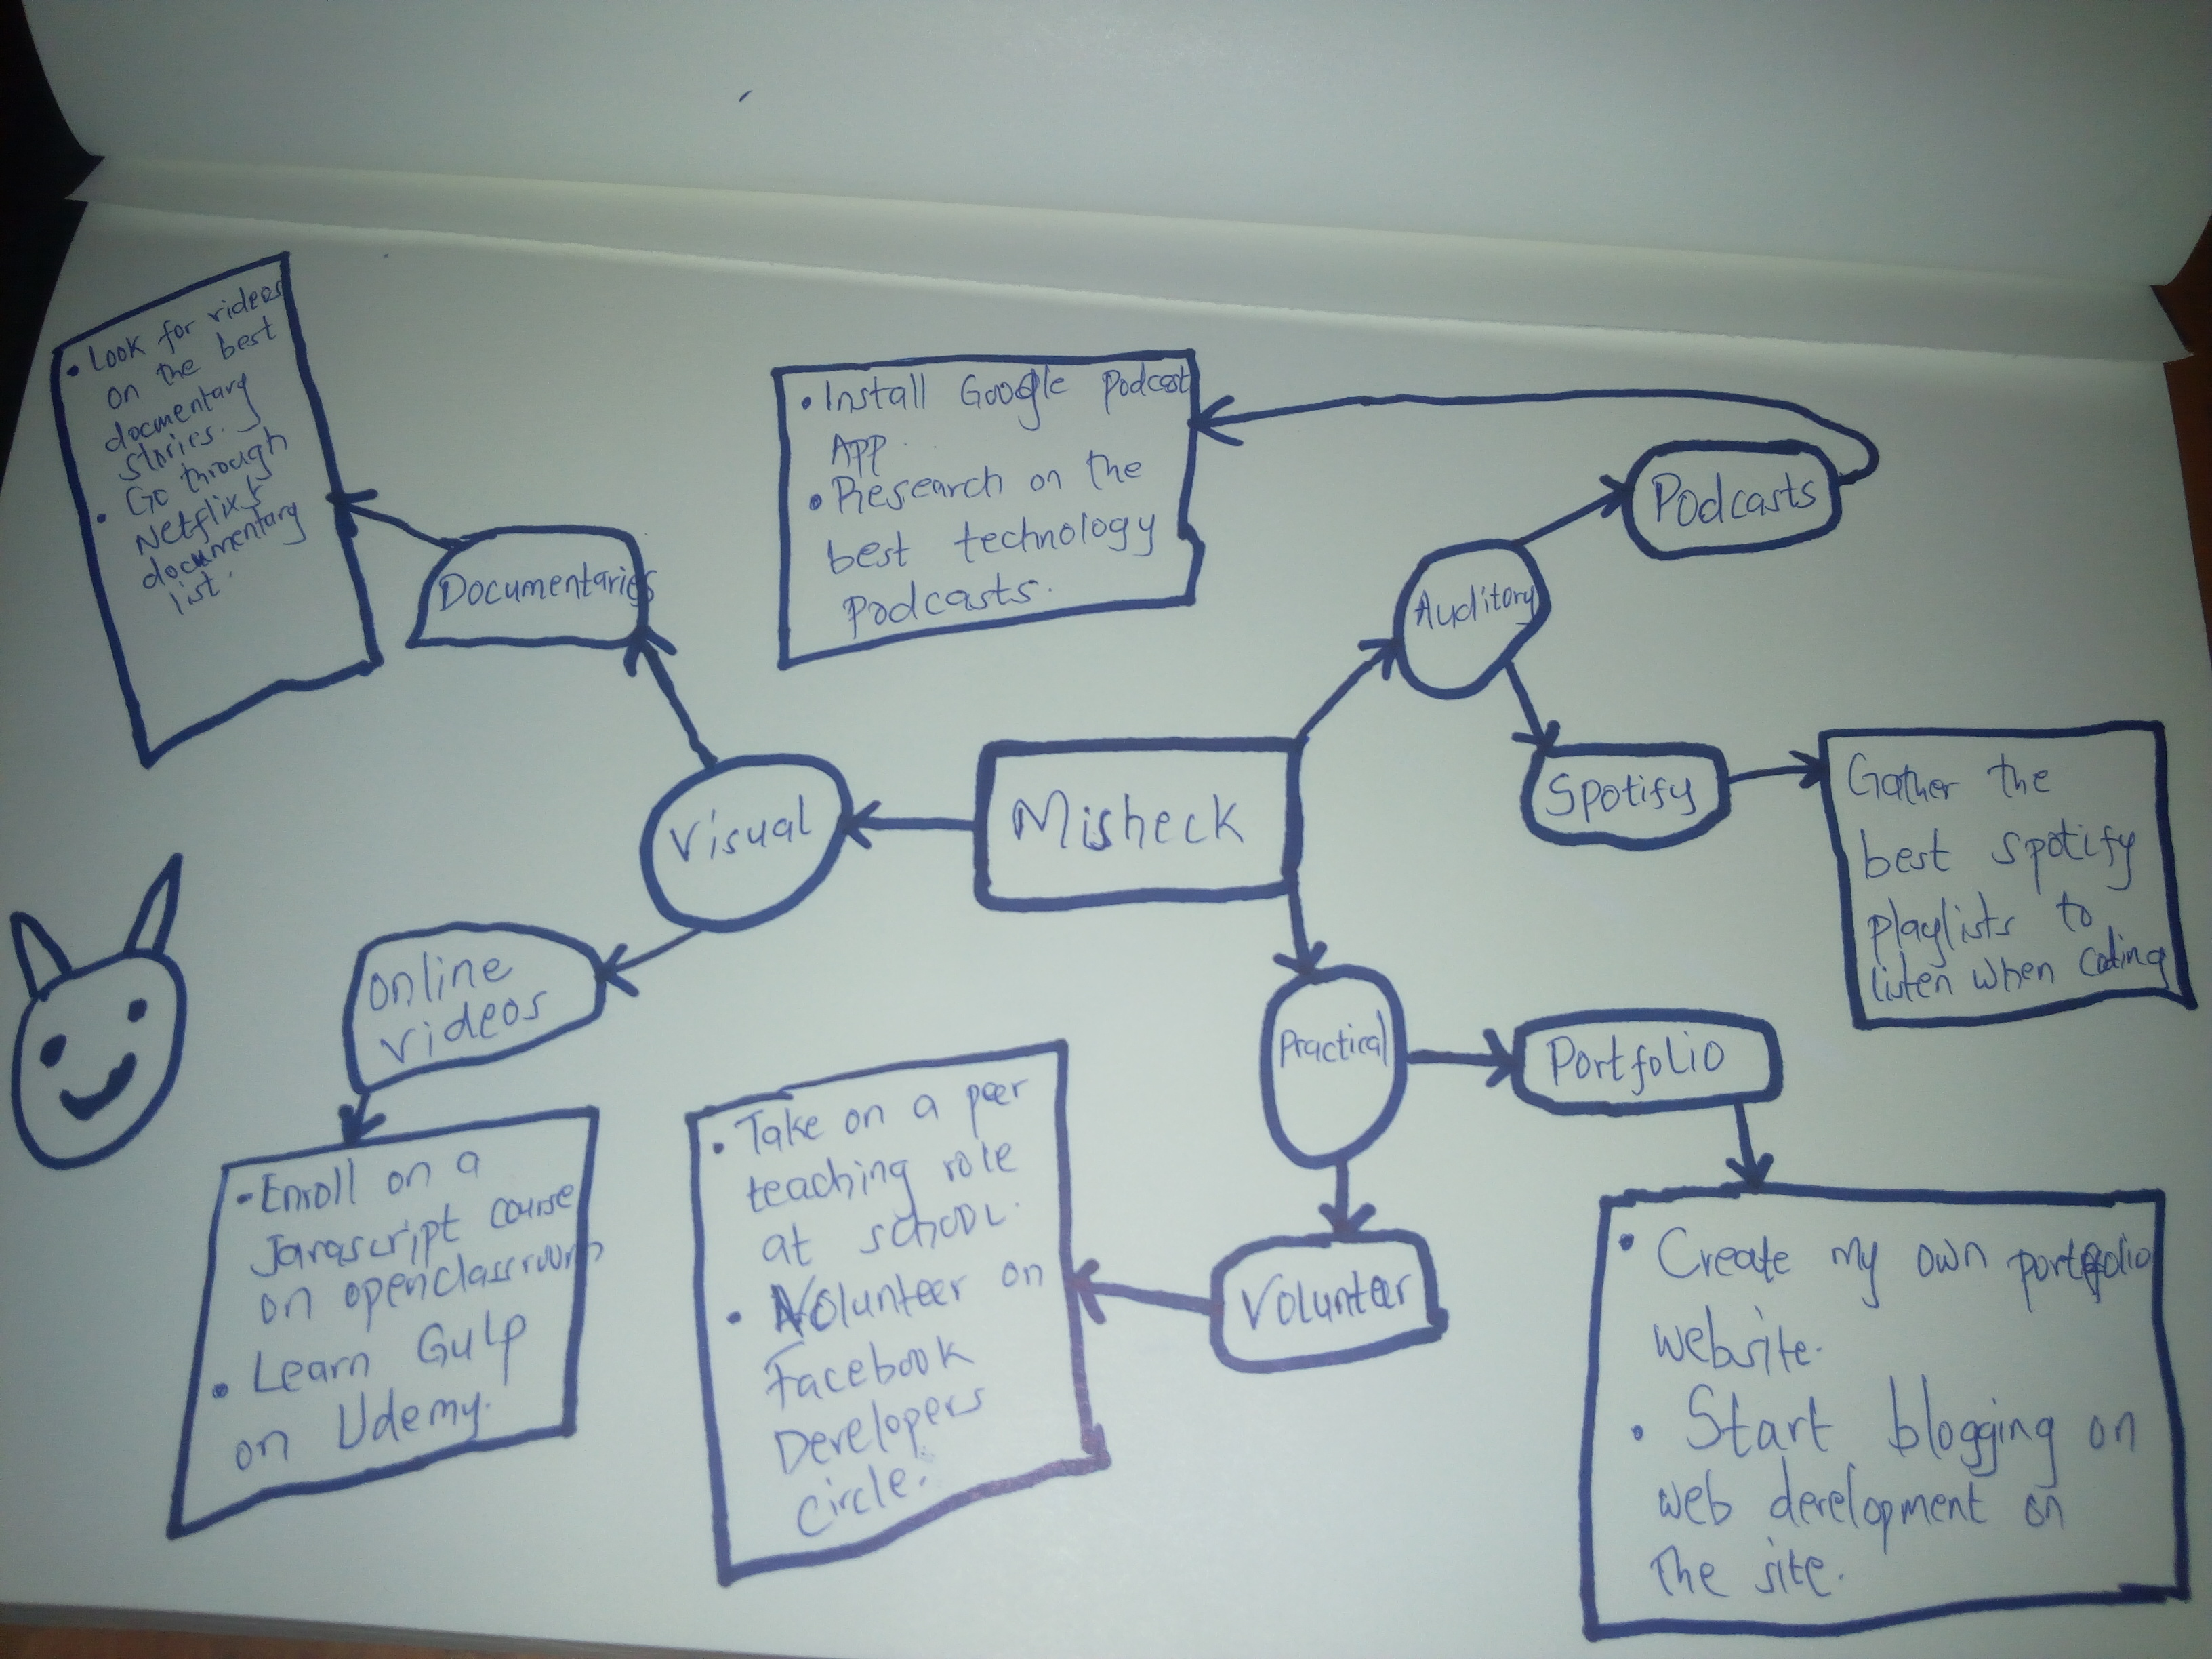 • Look for videos
on the best
documentary
stories.
• Go through
Netflix's
documentary
list.
Documentaries
• Install Google podcast
APP.
• Research on the
best technology
Podcasts.
Podcasts
Auditory
Spotify
Gather the
best spotify
playlists to
listen when coding
Misheck
Visual
online
videos
- Enroll on a
Javascript course
on openclassroom
• Learn Gulp
on Udemy.
Practical
Portfolio
• Create my own portfolio
website.
• Start blogging on
web development on
the site.
Volunteer
• Take on a peer
teaching role
at school.
• Volunteer on
Facebook
Developers
Circle.